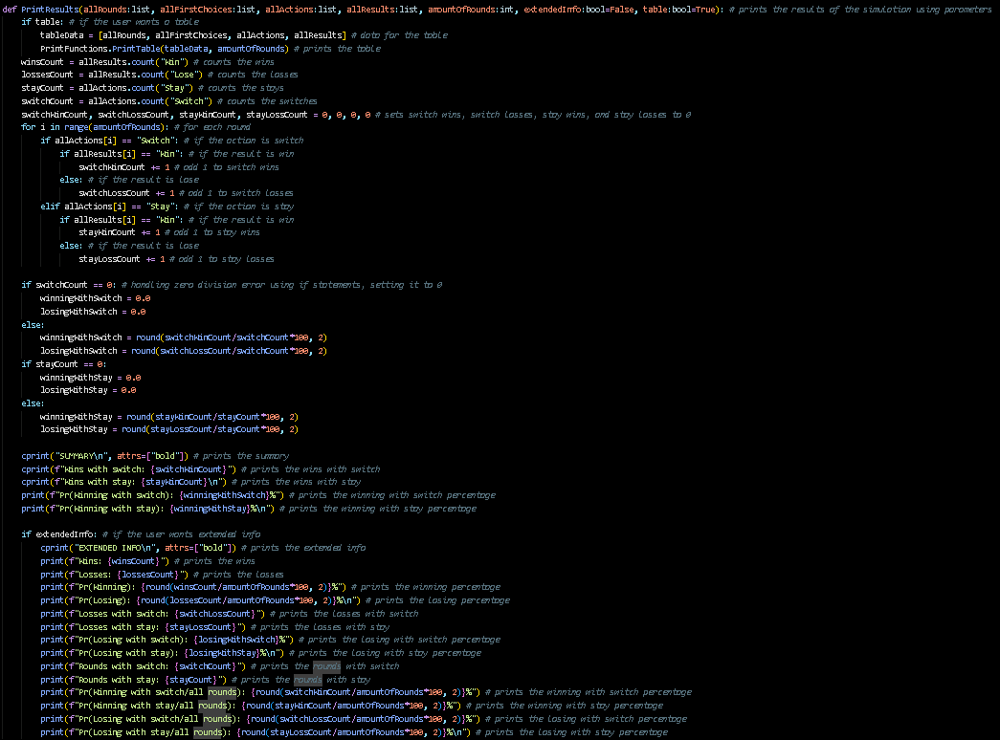 def PrintResults(allRounds:list, allFirstChoices:list, allActions:list, allResults:list, amountOfRounds:int, extendedInfo:bool=False, table:bool=True): # prints the results of the simulation using parameters
if table: # if the user wants a table
tableData = [allRounds, allFirstChoices, allActions, allResults] # data for the table
PrintFunctions.PrintTable(tableData, amountOfRounds) # prints the table
winsCount = allResults.count("Win") # counts the wins
lossesCount = allResults.count("Lose") # counts the losses
stayCount = allActions.count("Stay") # counts the stays
switchCount = allActions.count("Switch") # counts the switches
switchWinCount, switchLossCount, stayWinCount, stayLossCount = 0, 0, 0, 0 # sets switch wins, switch losses, stay wins, and stay losses to 0
for i in range(amountOfRounds): # for each round
if allActions[i] == "Switch": # if the action is switch
if allResults[i] == "Win": # if the result is win
switchWinCount += 1 # add 1 to switch wins
else: # if the result is lose
switchLossCount += 1 # add 1 to switch losses
elif allActions[i] == "Stay": # if the action is stay
if allResults[i] == "Win": # if the result is win
stayWinCount += 1 # add 1 to stay wins
else: # if the result is lose
stayLossCount += 1 # add 1 to stay losses
if switchCount == 0: # handling zero division error using if statements, setting it to 0
winningWithSwitch = 0.0
losingWithSwitch = 0.0
else:
winningWithSwitch = round(switchWinCount/switchCount*100, 2)
losingWithSwitch = round(switchLossCount/switchCount*100, 2)
if stayCount == 0:
winningWithStay = 0.0
losingWithStay = 0.0
else:
winningWithStay = round(stayWinCount/stayCount*100, 2)
losingWithStay = round(stayLossCount/stayCount*100, 2)
cprint("SUMMARY\n", attrs=["bold"]) # prints the summary
cprint(f"Wins with switch: {switchWinCount}") # prints the wins with switch
cprint(f"Wins with stay: {stayWinCount}\n") # prints the wins with stay
print(f"Pr(Winning with switch): {winningWithSwitch}%") # prints the winning with switch percentage
print(f"Pr(Winning with stay): {winningWithStay}%\n") # prints the winning with stay percentage
if extendedInfo: # if the user wants extended info
cprint("EXTENDED INFO\n", attrs=["bold"]) # prints the extended info
print(f"Wins: {winsCount}") # prints the wins
print(f"Losses: {lossesCount}") # prints the losses
print(f"Pr(Winning): {round(winsCount/amountOfRounds*100, 2)}%") # prints the winning percentage
print(f"Pr(Losing): {round(lossesCount/amountOfRounds*100, 2)}%\n") # prints the losing percentage
print(f"Losses with switch: {switchLossCount}") # prints the losses with switch
print(f"Losses with stay: {stayLossCount}") # prints the losses with stay
print(f"Pr(Losing with switch): {losingWithSwitch}%") # prints the losing with switch percentage
print(f"Pr(Losing with stay): {losingWithStay}%\n") # prints the losing with stay percentage
print(f"Rounds with switch: {switchCount}") # prints the rounds with switch
print(f"Rounds with stay: {stayCount}") # prints the rounds with stay
print(f"Pr(Winning with switch/all rounds): {round(switchWinCount/amountOfRounds*100, 2)}%") # prints the winning with switch percentage
print(f"Pr(Winning with stay/all rounds): {round(stayWinCount/amountOfRounds*100, 2)}%") # prints the winning with stay percentage
print(f"Pr(Losing with switch/all rounds): {round(switchLossCount/amountOfRounds*100, 2)}%") # prints the losing with switch percentage
print(f"Pr(Losing with stay/all rounds): {round(stayLossCount/amountOfRounds*100, 2)}%\n") # prints the losing with stay percentage